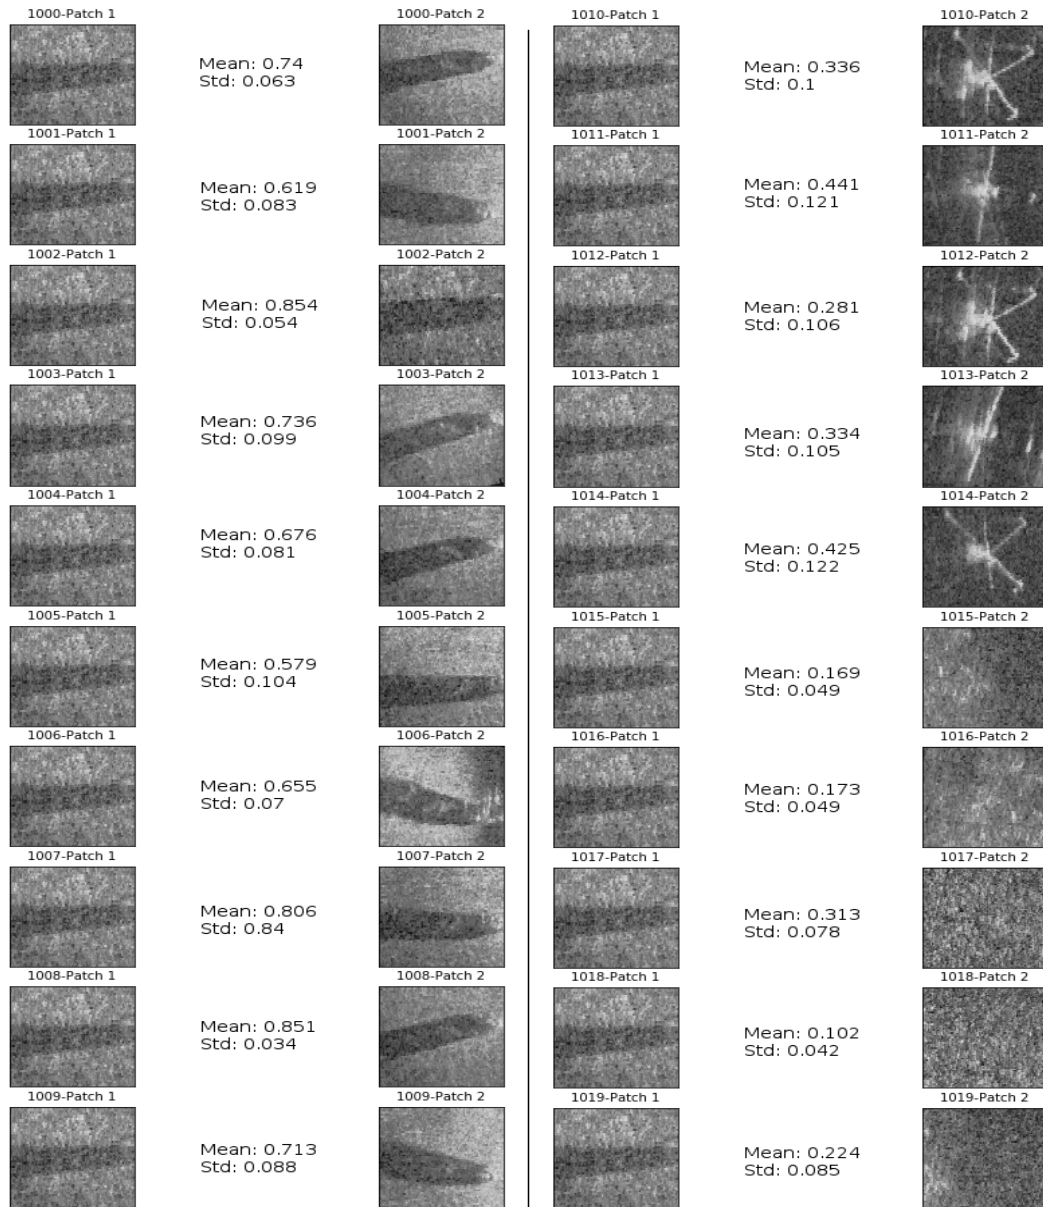 1000-Patch 1
1000-Patch 2
Mean: 0.74
Std: 0.063
1001-Patch 1
1001-Patch 2
Mean: 0.619
Std: 0.083
1002-Patch 1
1002-Patch 2
Mean: 0.854
Std: 0.054
1003-Patch 1
1003-Patch 2
Mean: 0.736
Std: 0.099
1004-Patch 1
1004-Patch 2
Mean: 0.676
Std: 0.081
1005-Patch 1
1005-Patch 2
Mean: 0.579
Std: 0.104
1006-Patch 1
1006-Patch 2
Mean: 0.655
Std: 0.07
1007-Patch 1
1007-Patch 2
Mean: 0.806
Std: 0.84
1008-Patch 1
1008-Patch 2
Mean: 0.851
Std: 0.034
1009-Patch 1
1009-Patch 2
Mean: 0.713
Std: 0.088
1010-Patch 1
1010-Patch 2
Mean: 0.336
Std: 0.1
1011-Patch 1
1011-Patch 2
Mean: 0.441
Std: 0.121
1012-Patch 1
1012-Patch 2
Mean: 0.281
Std: 0.106
1013-Patch 1
1013-Patch 2
Mean: 0.334
Std: 0.105
1014-Patch 1
1014-Patch 2
Mean: 0.425
Std: 0.122
1015-Patch 1
1015-Patch 2
Mean: 0.169
Std: 0.049
1016-Patch 1
1016-Patch 2
Mean: 0.173
Std: 0.049
1017-Patch 1
1017-Patch 2
Mean: 0.313
Std: 0.078
1018-Patch 1
1018-Patch 2
Mean: 0.102
Std: 0.042
1019-Patch 1
1019-Patch 2
Mean: 0.224
Std: 0.085